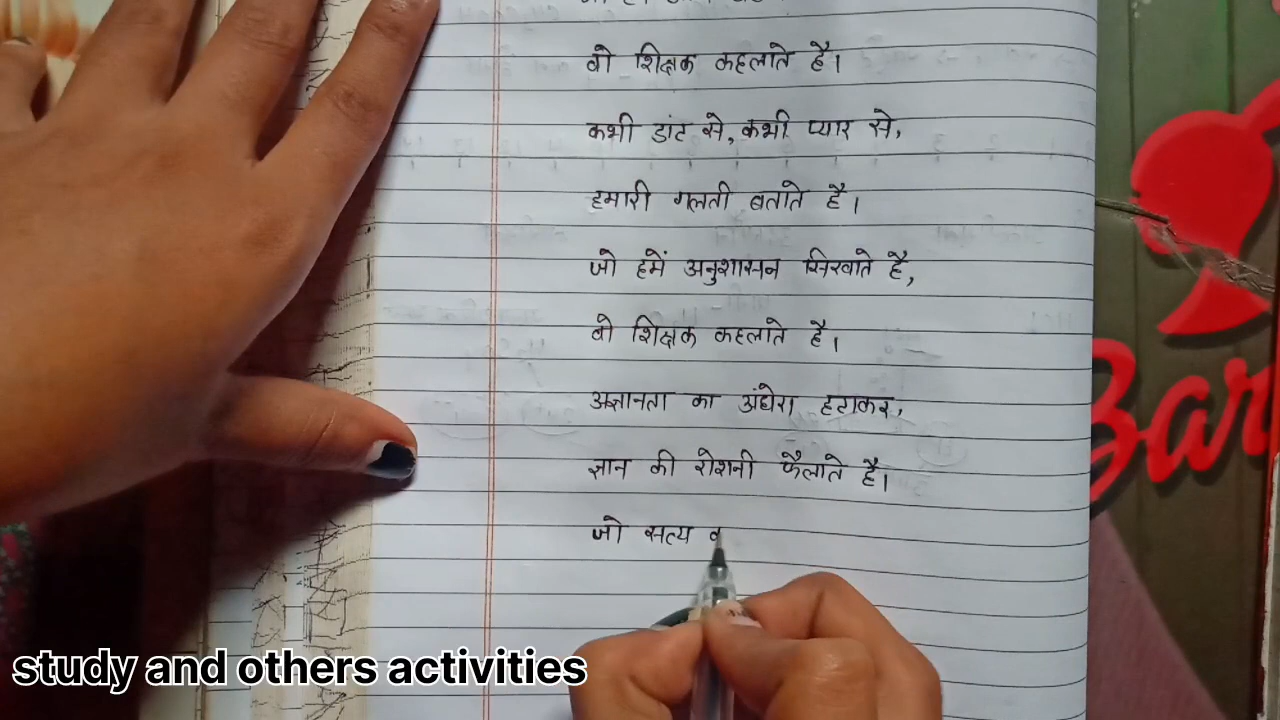 वो शिक्षक कहलाते है।
कभी डांट से, कभी प्यार से,
हमारी गलती बताते है।
जो हमें अनुशासन सिखाते है,
वो शिक्षक कहलाते है।
अज्ञानता का अंधेरा हटाकर,
ज्ञान की रोशनी फैलाते है।
जो सत्य
Bar
study and others activities